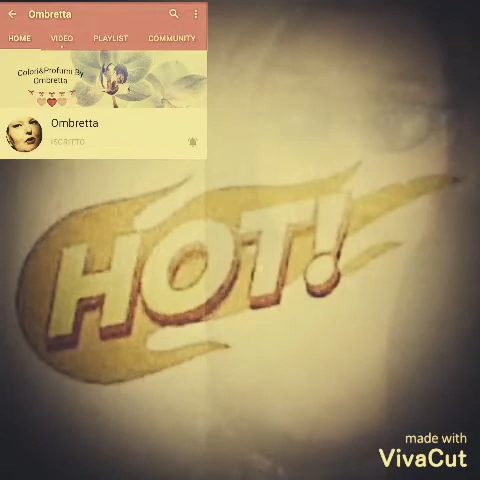 Ombretta
HOME VIDEO PLAYLIST COMMUNITY
Colori&Profumi By
Ombretta
Ombretta
ISCRITTO
HOT!
made with
VivaCut